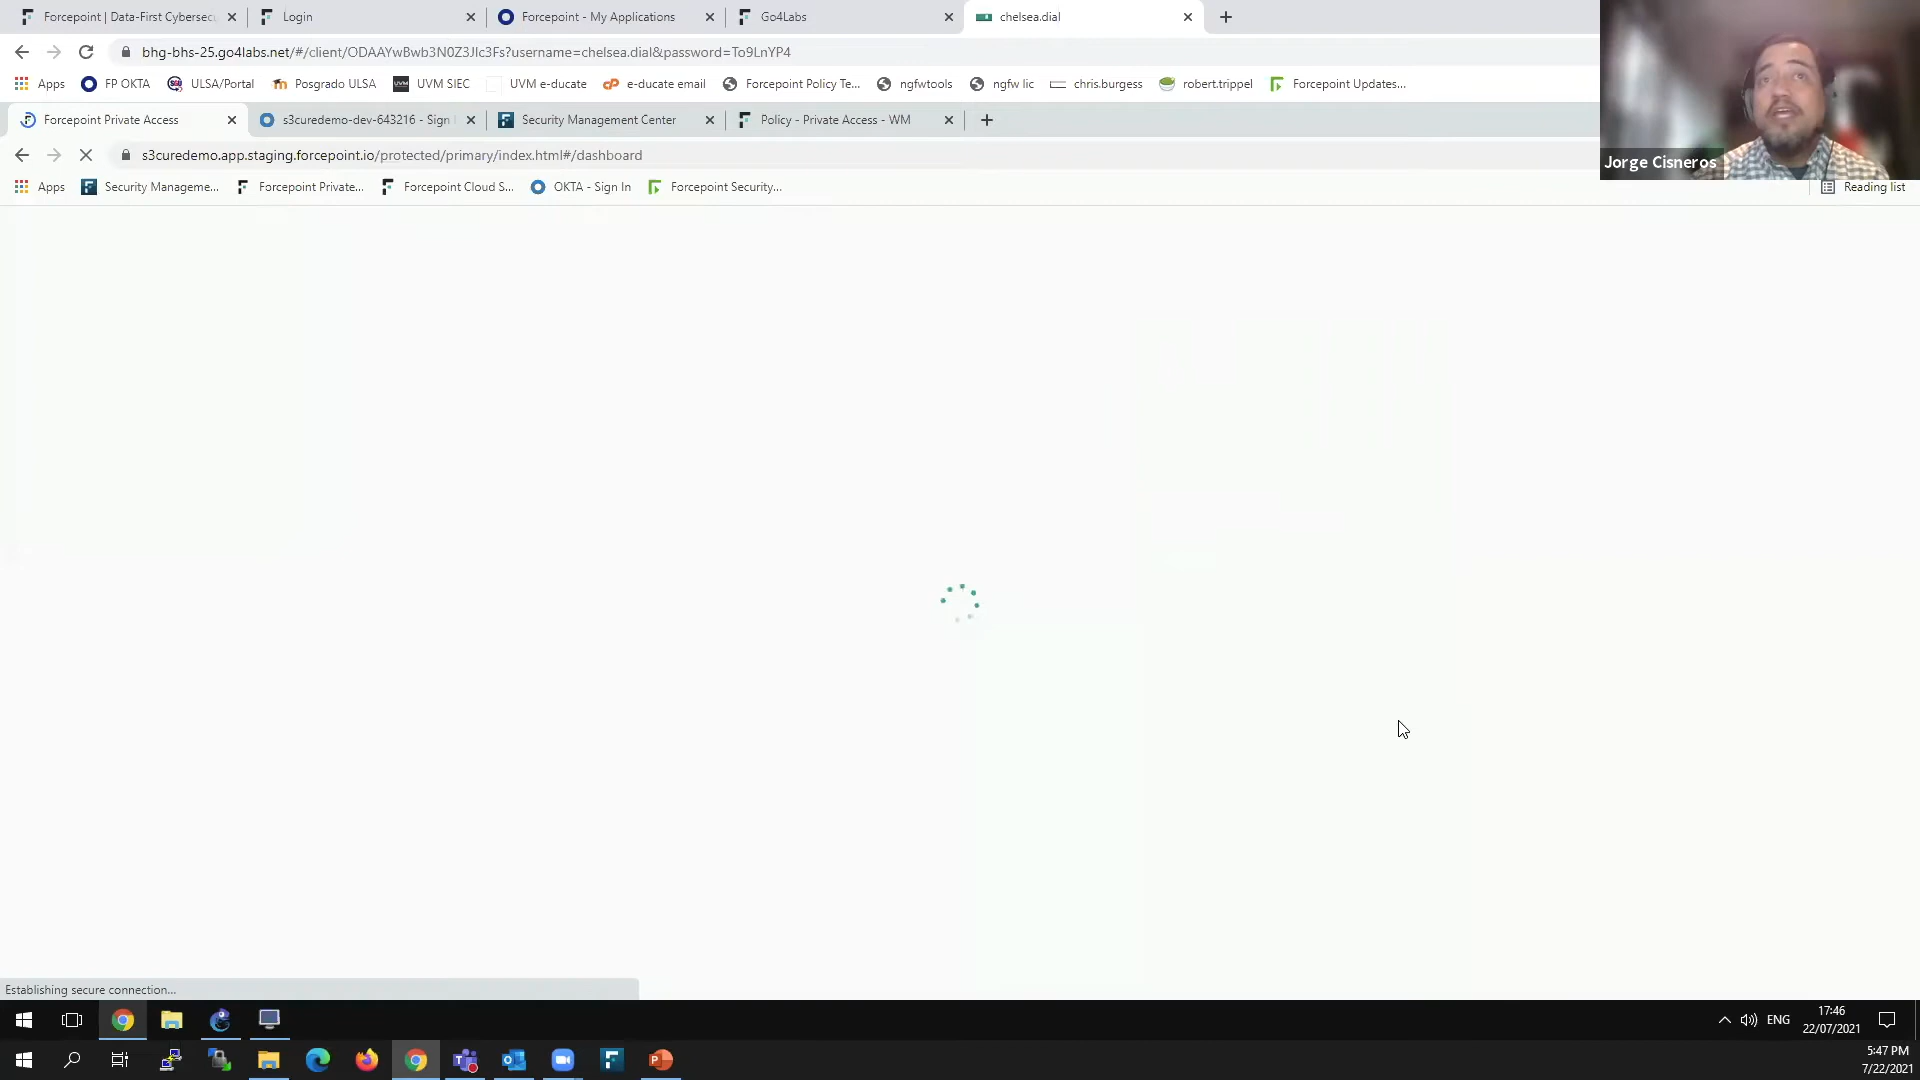 Forcepoint | Data-First Cybersecu
Login
Forcepoint - My Applications
Go4Labs
chelsea.dial
bhg-bhs-25.go4labs.net/#/client/ODAAYwBwb3N0Z3Jlc3Fs?username=chelsea.dial&password=To9LnYP4
Apps
FP OKTA
ULSA/Portal
Posgrado ULSA
UVM SIEC
UVM e-ducate
e-ducate email
Forcepoint Policy Te...
ngfwtools
ngfw lic
chris.burgess
robert.trippel
Forcepoint Updates...
Forcepoint Private Access
s3curedemo-dev-643216 - Sign I
Security Management Center
Policy - Private Access - WM
s3curedemo.app.staging.forcepoint.io/protected/primary/index.html#/dashboard
Jorge Cisneros
Apps
Security Manageme...
Forcepoint Private...
Forcepoint Cloud S...
OKTA - Sign In
Forcepoint Security...
Reading list
Establishing secure connection...
ENG
17:46
22/07/2021
5:47 PM
7/22/2021